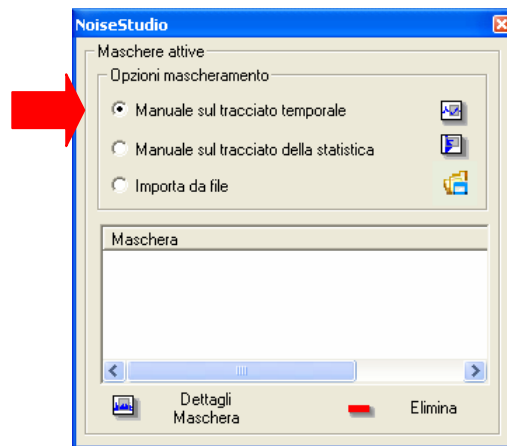 NoiseStudio
Maschere attive
Opzioni mascheramento
Manuale sul tracciato temporale
Manuale sul tracciato della statistica
Importa da file
Maschera
Dettagli
Maschera
Elimina